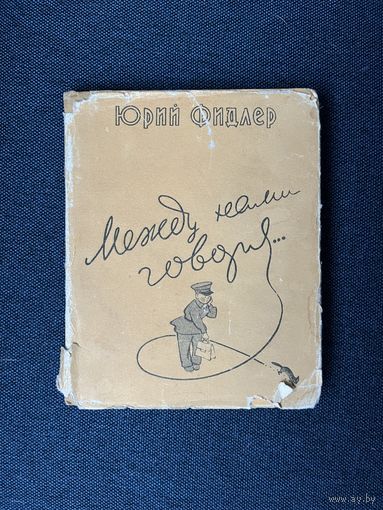 Юрий Фидлер
Между нами
говоря...
www.ay.by